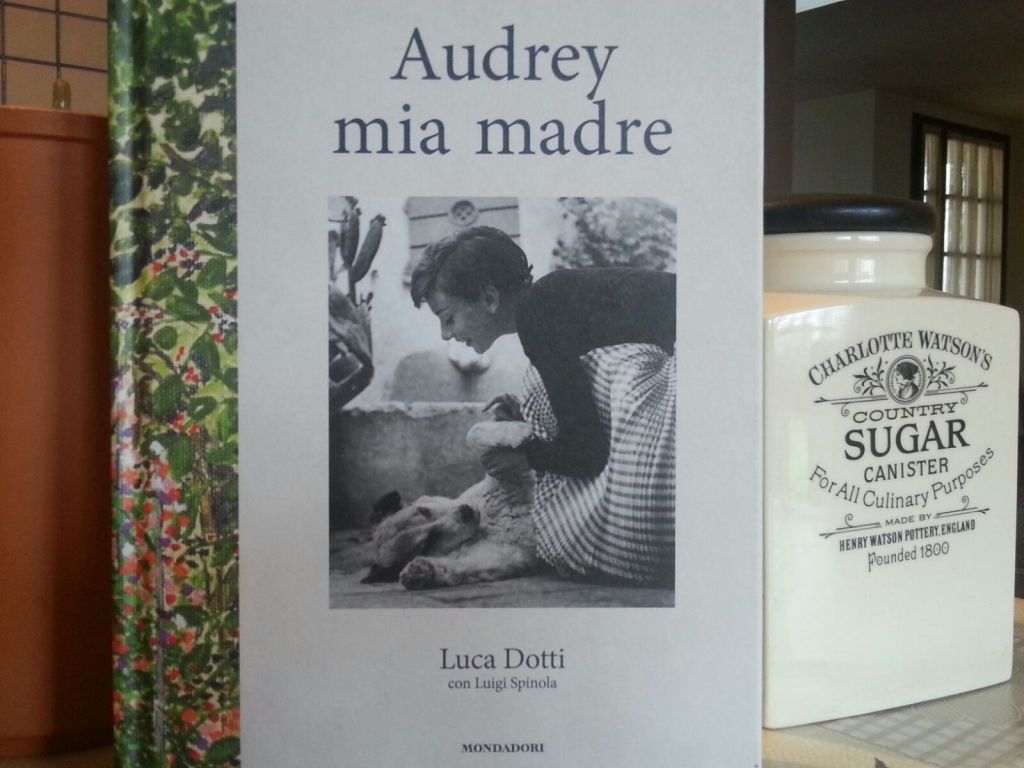 Audrey
mia madre
Luca Dotti
con Luigi Spinola
MONDADORI
CHARLOTTE WATSON'S
COUNTRY
SUGAR
CANISTER
For All Culinary Purposes
MADE BY
HENRY WATSON POTTERY, ENGLAND
Founded 1800